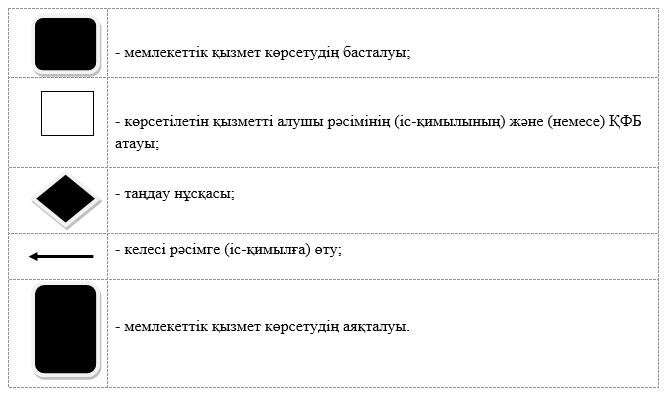 - мемлекеттік қызмет көрсетудің басталуы;
- көрсетілетін қызметті алушы рәсімінің (іс-қимылының) және (немесе) ҚФБ
атауы;
- таңдау нұсқасы;
- келесі рәсімге (іс-қимылға) өту;
- мемлекеттік қызмет көрсетудің аяқталуы.